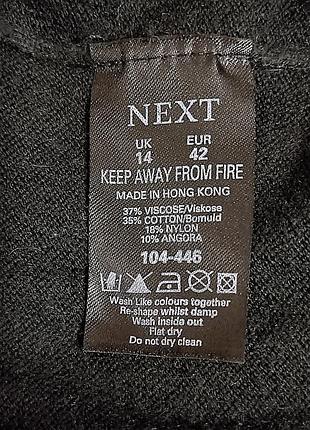 NEXT
UK EUR
14 42
KEEP AWAY FROM FIRE
MADE IN HONG KONG
37% VISCOSE/Viskose
35% COTTON/Bomuld
18% NYLON
10% ANGORA
104-446
Wash Like colours together
Re-shape whilst damp
Wash inside out
Flat dry
Do not dry clean